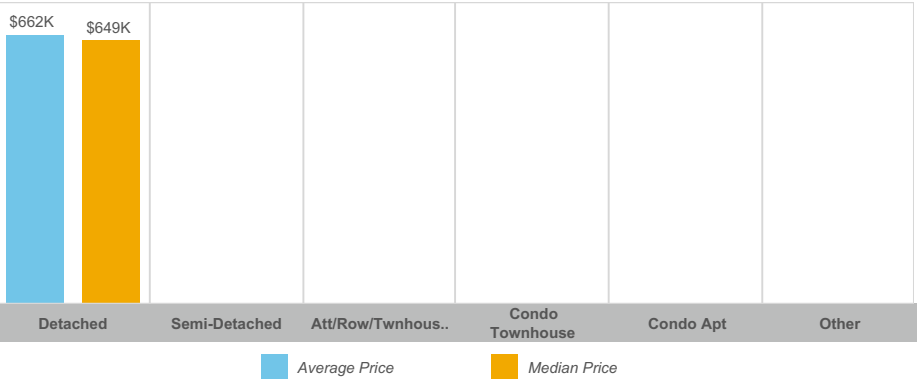 $662K
$649K
Detached
Semi-Detached
Att/Row/Twnhous..
Condo
Townhouse
Condo Apt
Other
Average Price
Median Price